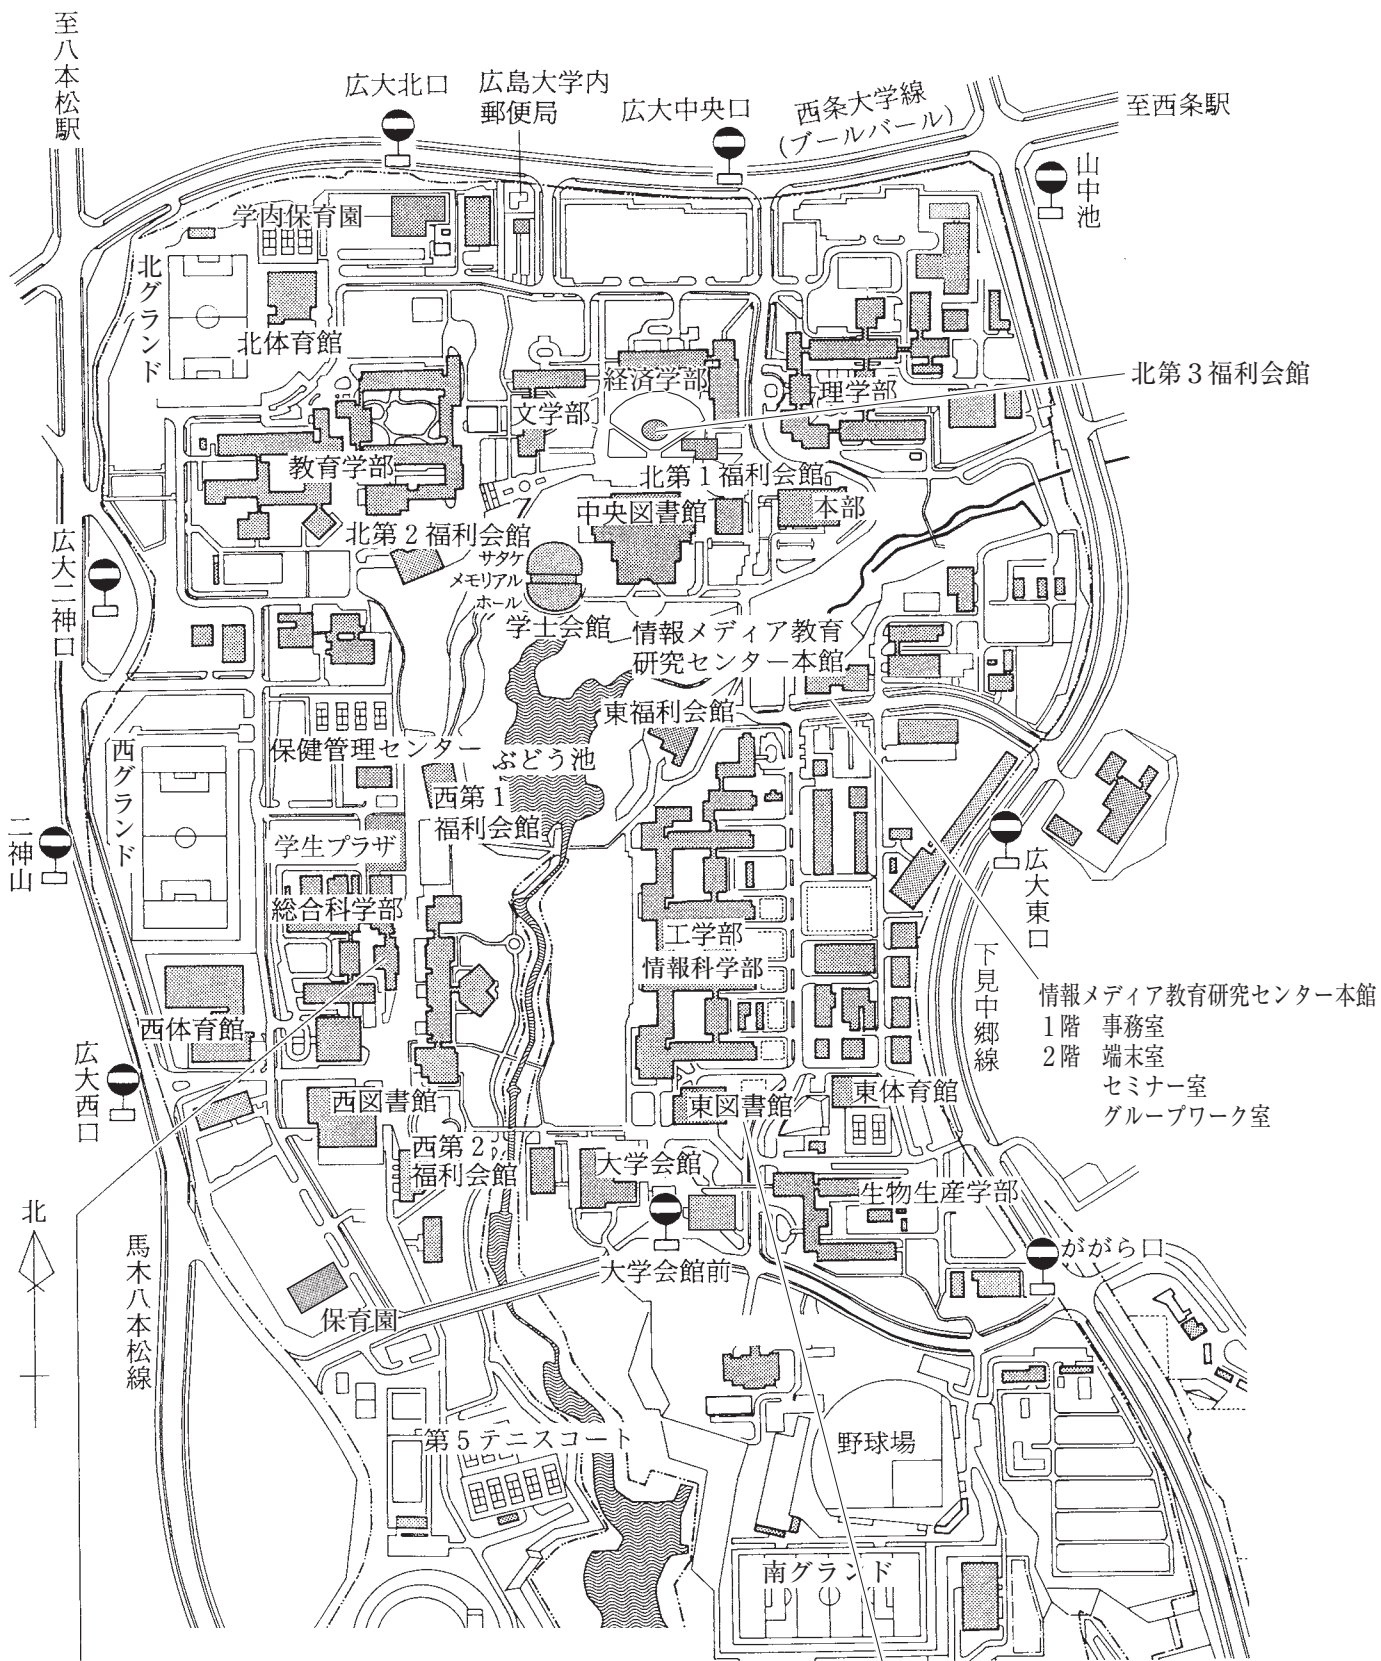 至八本松駅
広大北口
広島大学内
郵便局
広大中央口
西条大学線
(ブールバール)
至西条駅
山中池
学内保育園
北グランド
北体育館
経済学部
理学部
北第3福利会館
文学部
教育学部
北第1福利会館
中央図書館
本部
北第2福利会館
サタケ
メモリアル
ホール
学士会館
広大二神口
情報メディア教育
研究センター本館
東福利会館
西グランド
保健管理センター
ぶどう池
西第1
福利会館
二神山
学生プラザ
総合科学部
広大東口
工学部
情報科学部
下見中郷線
情報メディア教育研究センター本館
1階 事務室
2階 端末室
セミナー室
グループワーク室
西体育館
広大西口
西図書館
東図書館
東体育館
西第2
福利会館
大学会館
生物生産学部
北
馬木八本松線
大学会館前
ががら口
保育園
第5テニスコート
野球場
南グランド